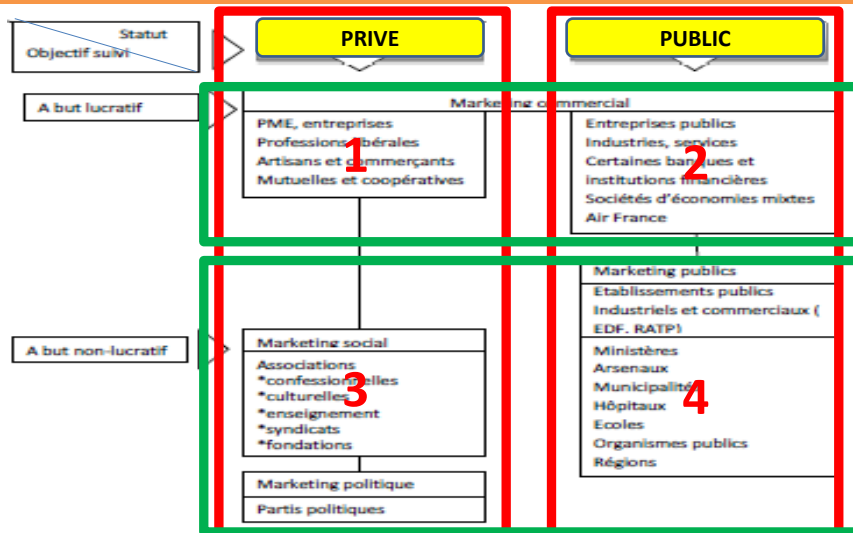 Statut
Objectif suivi
PRIVE
PUBLIC
A but lucratif
Marketing commercial
PME, entreprises
Professions libérales
Artisans et commerçants
Mutuelles et coopératives
1
Entreprises publics
Industries, services
Certaines banques et
institutions financières
Sociétés d'économies mixtes
Air France
2
A but non-lucratif
Marketing social
Associations
*confessionnelles
*culturelles
*enseignement
*syndicats
*fondations
3
Marketing politique
Partis politiques
Marketing publics
Etablissements publics
Industriels et commerciaux (
EDF, RATP)
Ministères
Arsenaux
Municipalités
Hôpitaux
Ecoles
Organismes publics
Régions
4